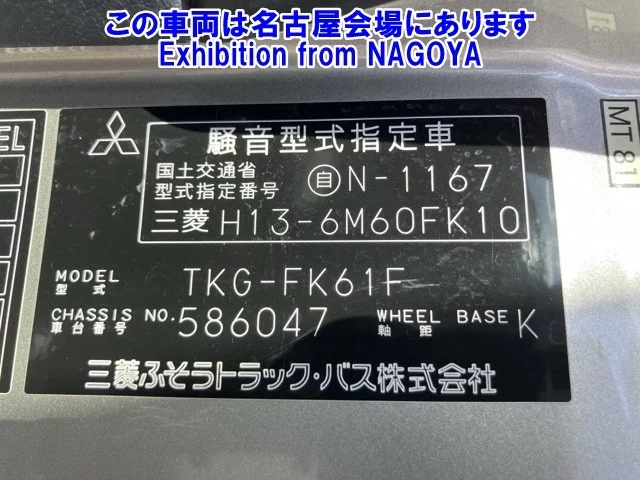 この車両は名古屋会場にあります
Exhibition from NAGOYA
騒音型式指定車
国土交通省
型式指定番号
自 N-1167
三菱 H13-6M60FK10
MODEL
型式
TKG-FK61F
CHASSIS NO.
車台番号
586047
WHEEL BASE
軸距
K
三菱ふそうトラック・バス株式会社
MT 81
EL